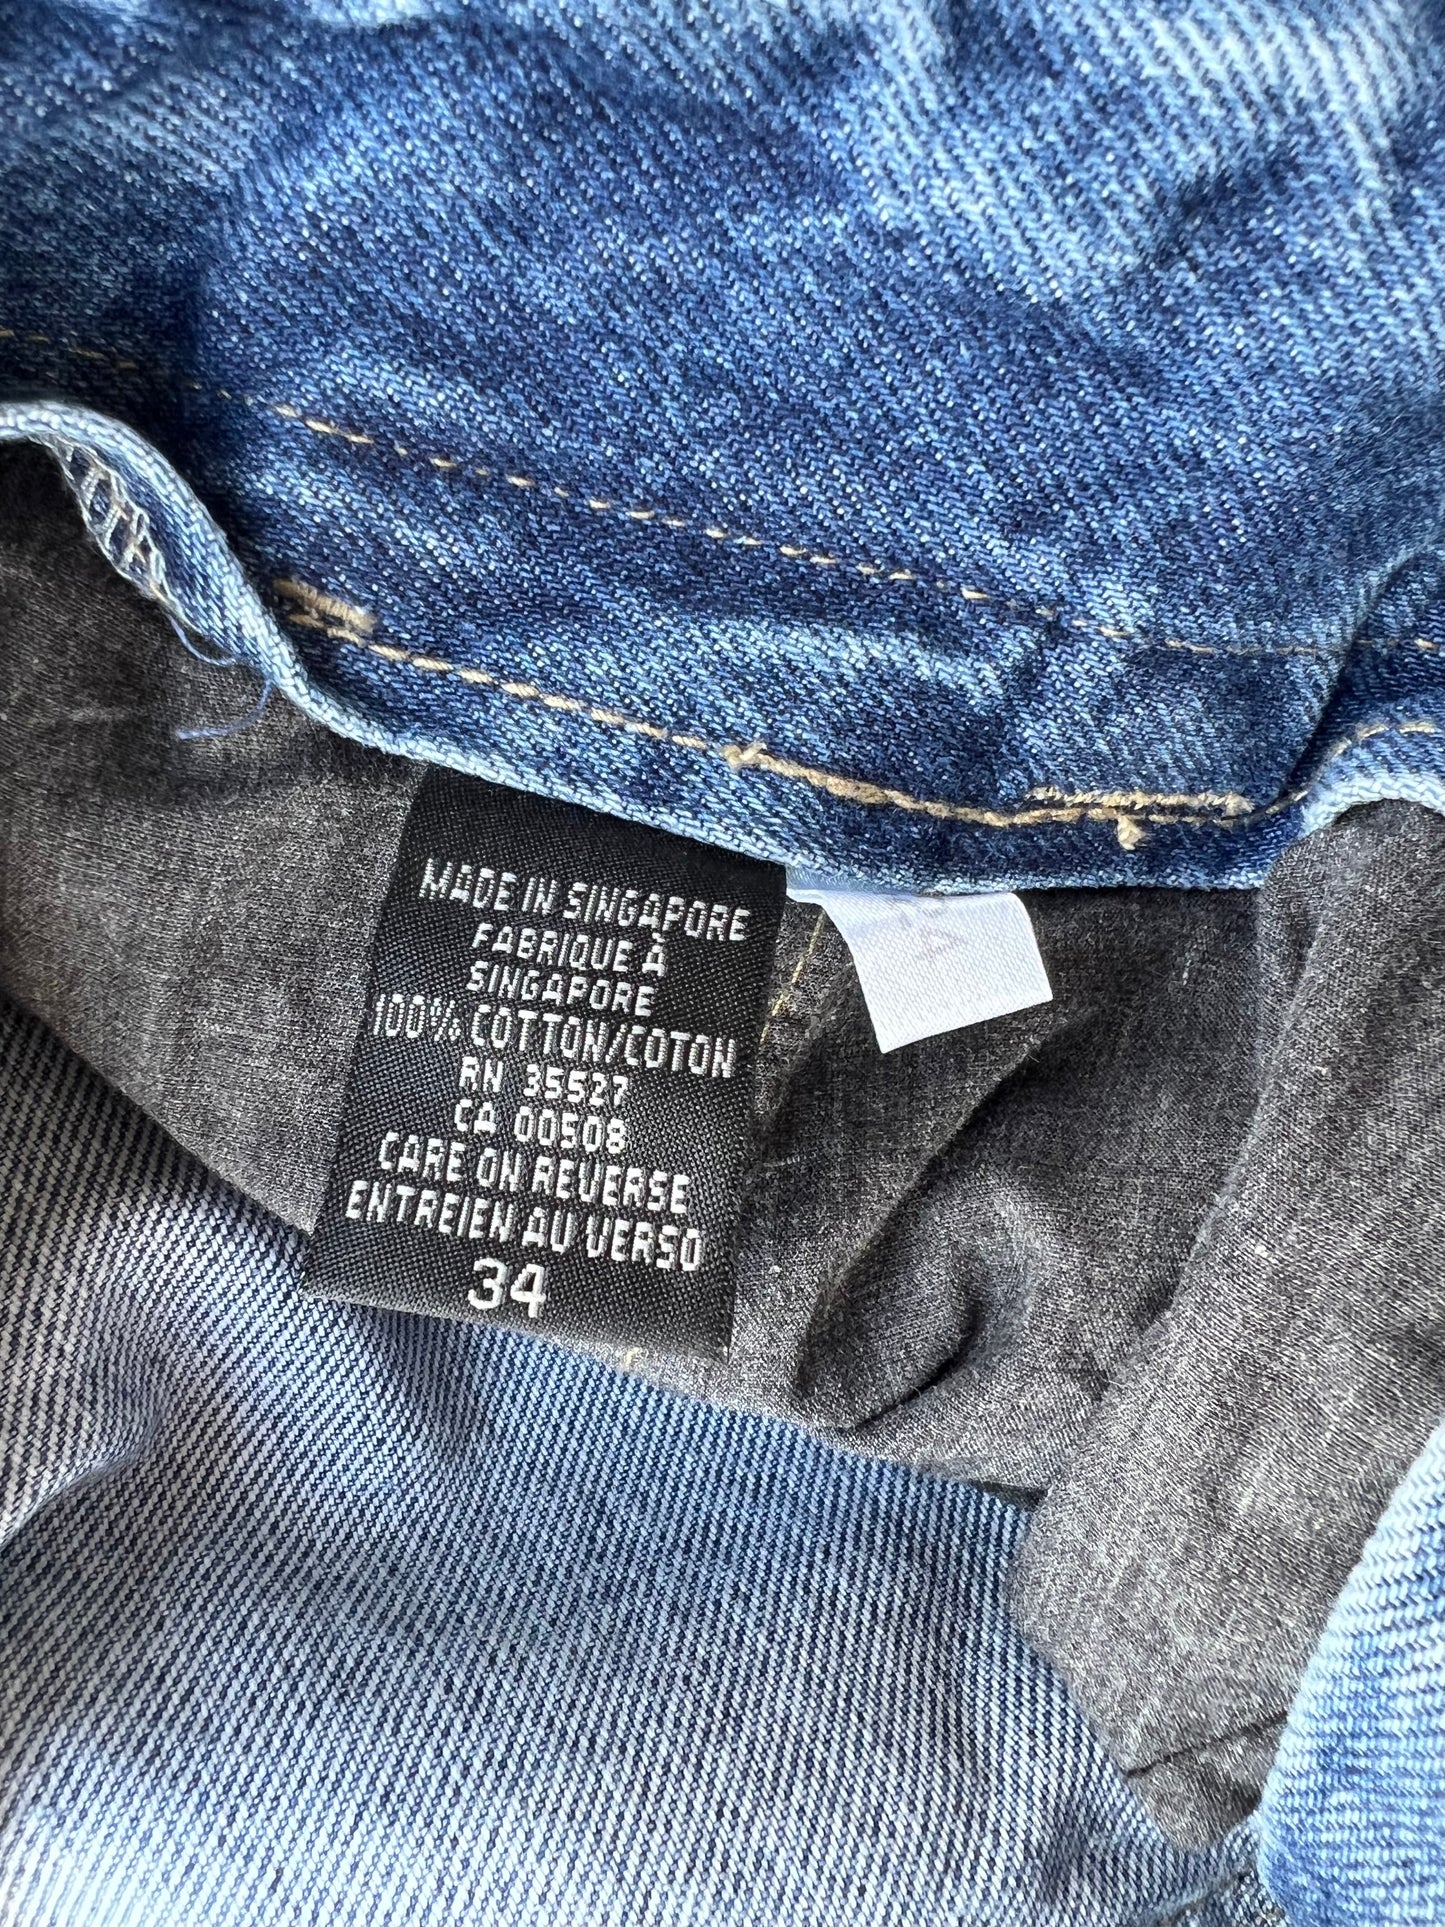 MADE IN SINGAPORE
FABRIQUE À
SINGAPORE
100% COTTON/COTON
RN 35527
CA 00508
CARE ON REVERSE
ENTREIEN AU VERSO
34